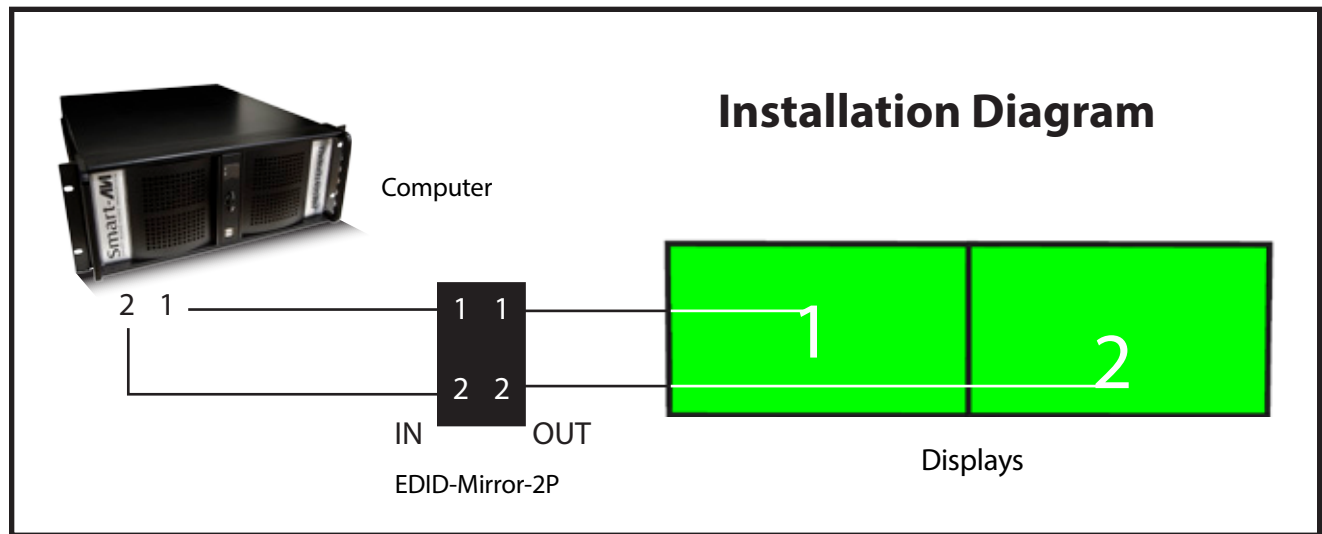 Installation Diagram
Smart-AVI
Computer
2 1
1 1
1
2 2
2
IN OUT
EDID-Mirror-2P
Displays